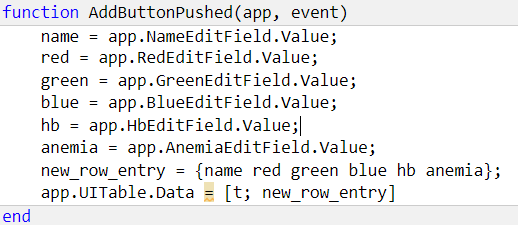 function AddButtonPushed(app, event)
name = app.NameEditField.Value;
red = app.RedEditField.Value;
green = app.GreenEditField.Value;
blue = app.BlueEditField.Value;
hb = app.HbEditField.Value;
anemia = app.AnemiaEditField.Value;
new_row_entry = {name red green blue hb anemia};
app.UITable.Data = [t; new_row_entry]
end